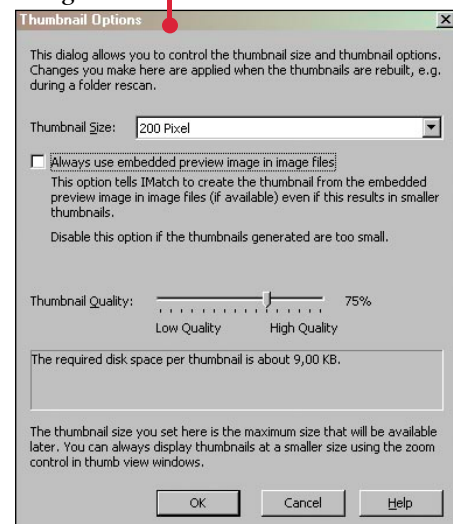 Thumbnail Options
This dialog allows you to control the thumbnail size and thumbnail options.
Changes you make here are applied when the thumbnails are rebuilt, e.g.
during a folder rescan.
Thumbnail Size: 200 Pixel
Always use embedded preview image in image files
This option tells IMatch to create the thumbnail from the embedded
preview image in image files (if available) even if this results in smaller
thumbnails.
Disable this option if the thumbnails generated are too small.
Thumbnail Quality: 75%
Low Quality High Quality
The required disk space per thumbnail is about 9,00 KB.
The thumbnail size you set here is the maximum size that will be available
later. You can always display thumbnails at a smaller size using the zoom
control in thumb view windows.
OK Cancel Help